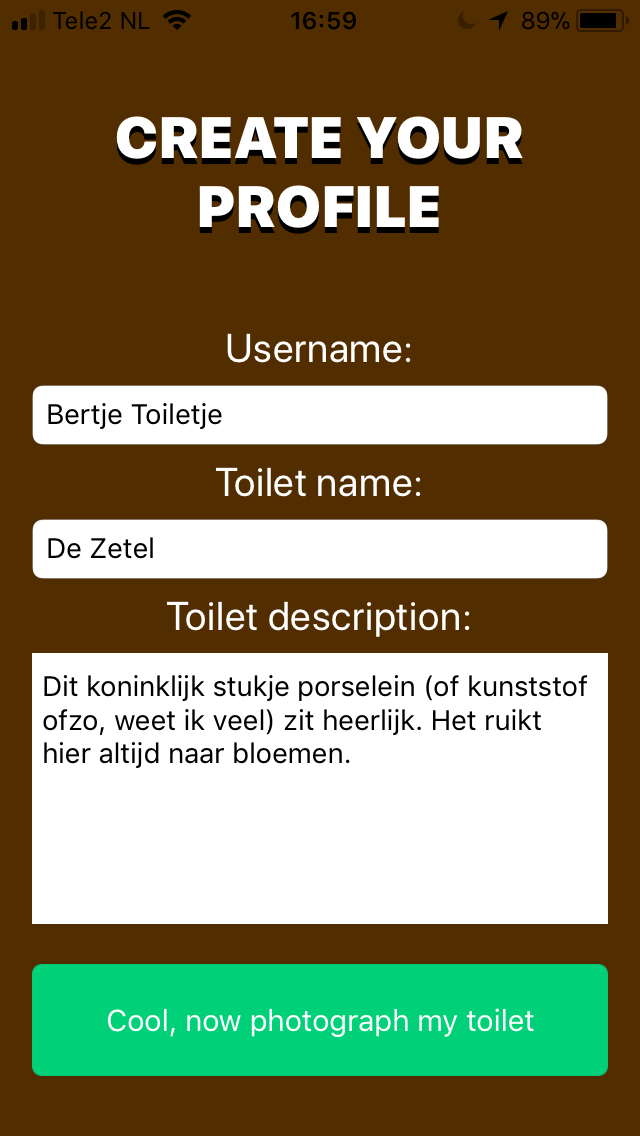 Tele2 NL 16:59 89%
CREATE YOUR
PROFILE
Username:
Bertje Toiletje
Toilet name:
De Zetel
Toilet description:
Dit koninklijk stukje porselein (of kunststof
ofzo, weet ik veel) zit heerlijk. Het ruikt
hier altijd naar bloemen.
Cool, now photograph my toilet